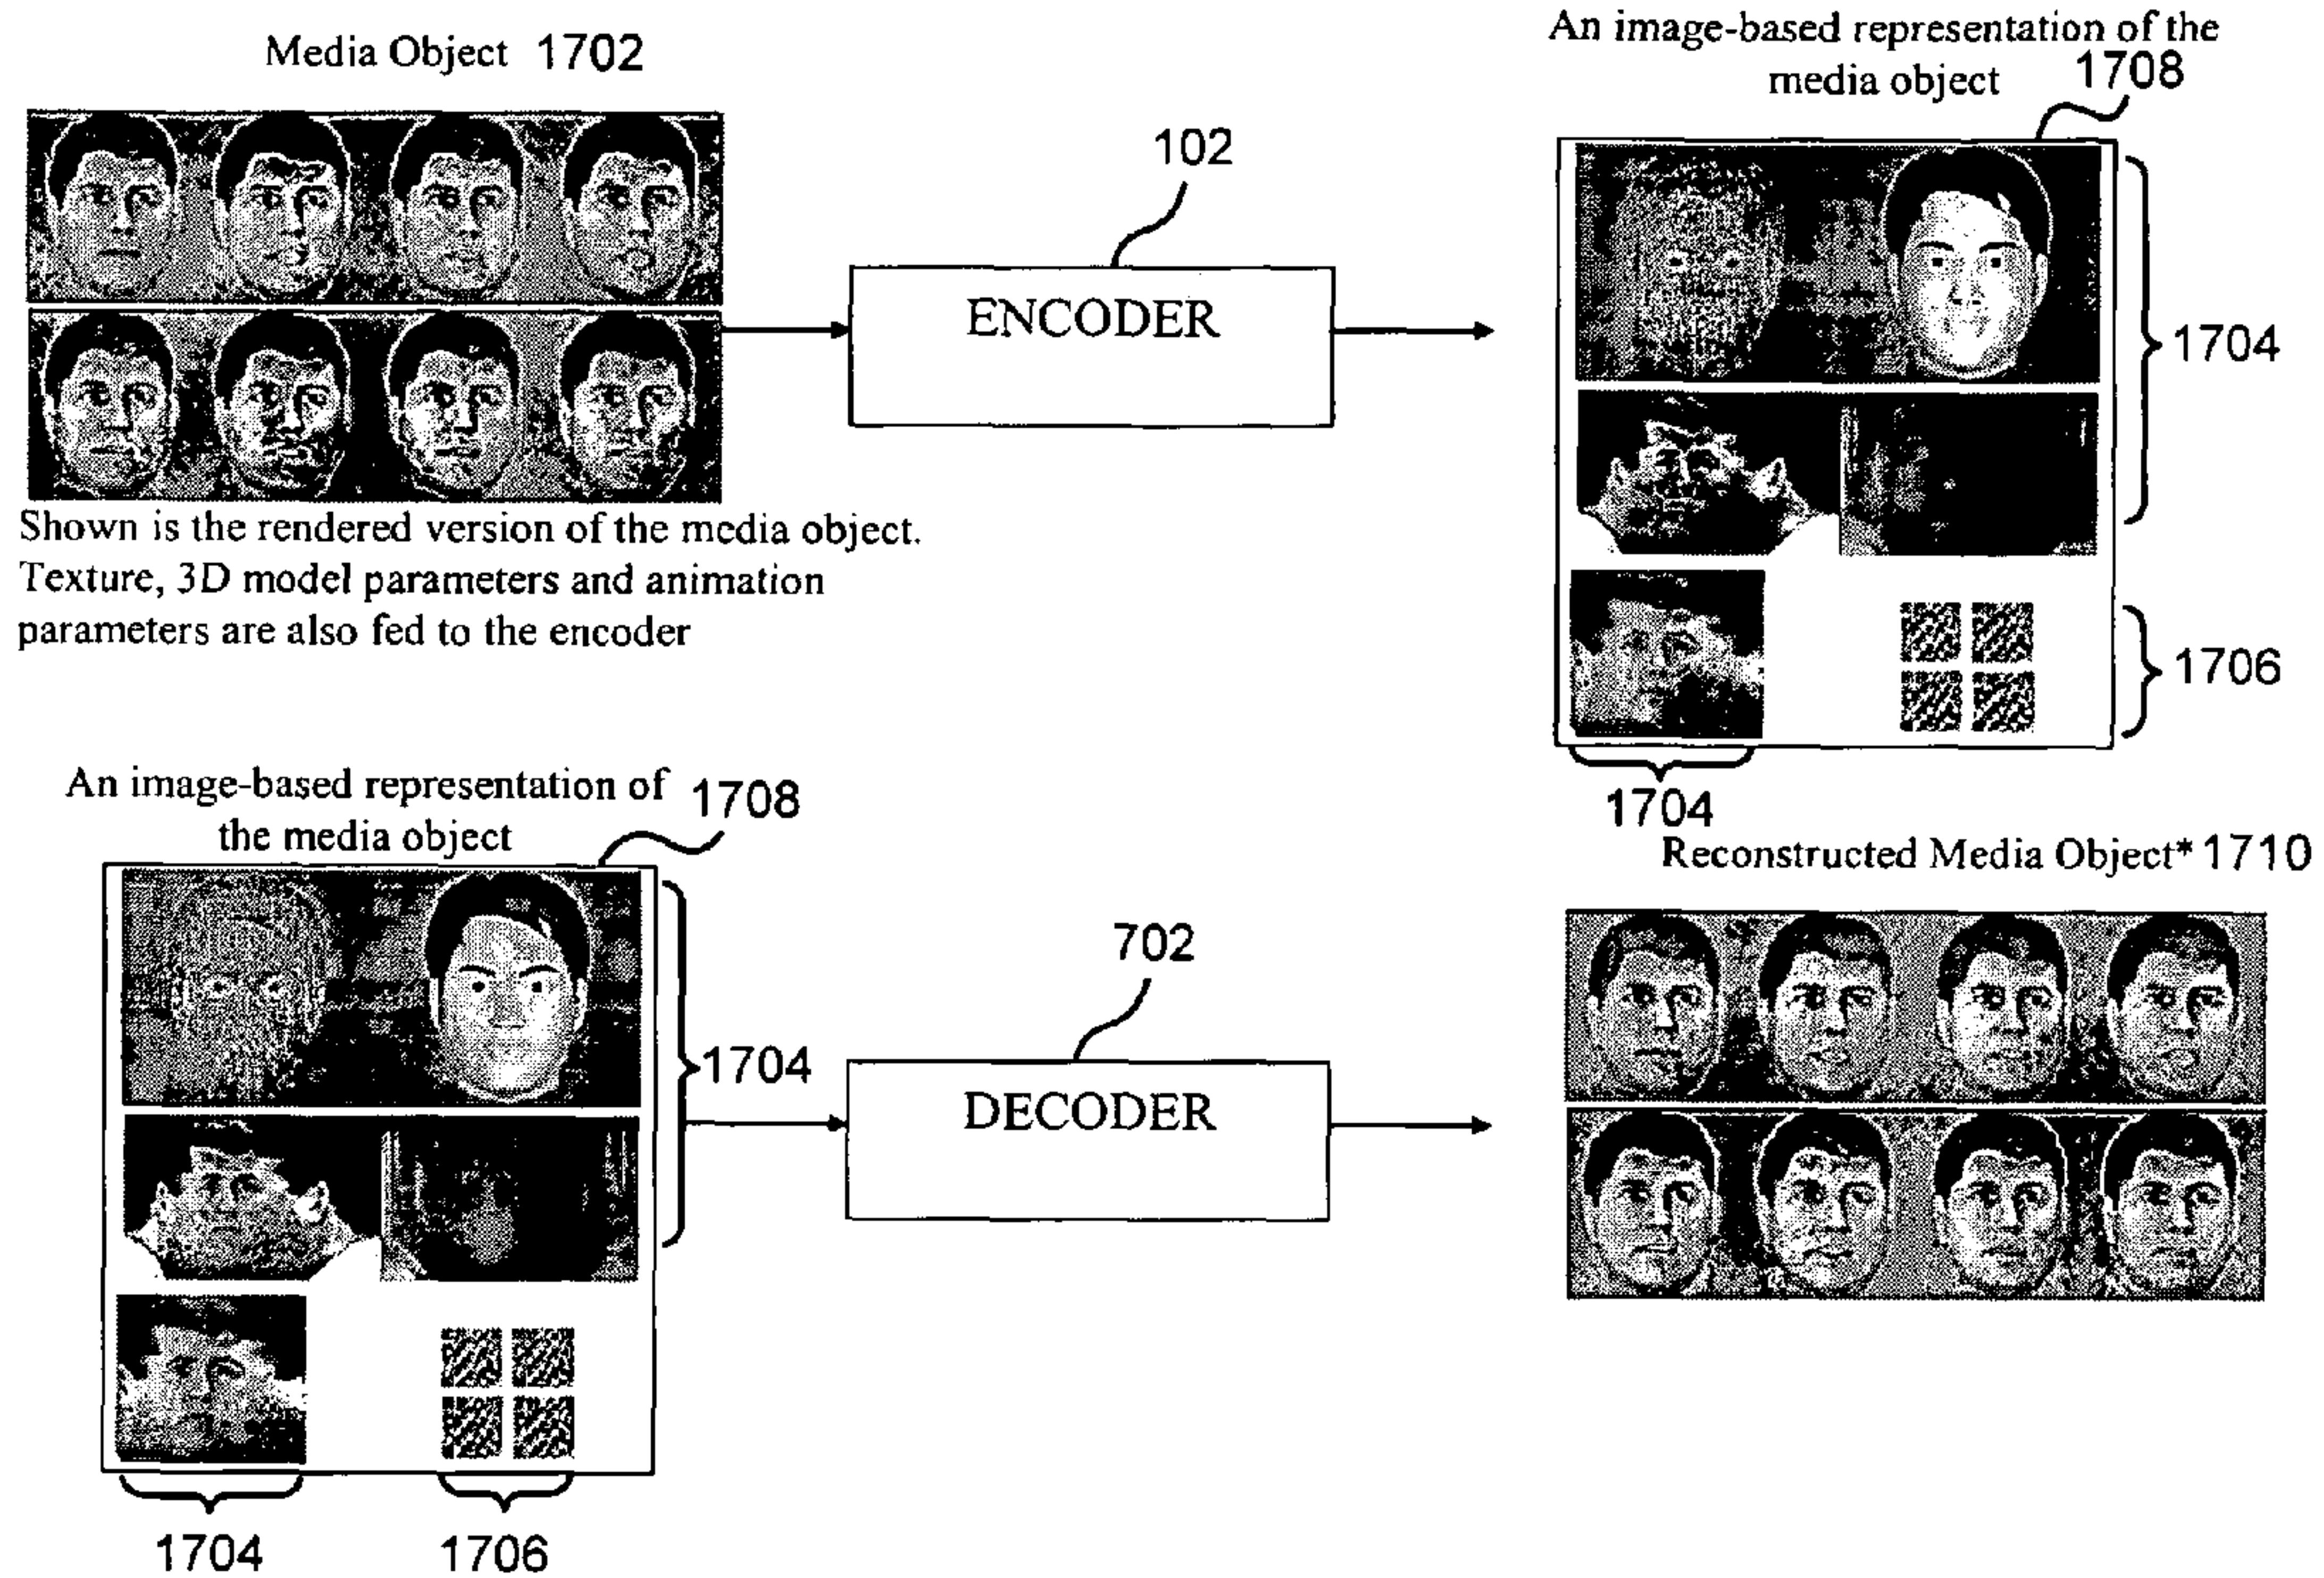 Media Object 1702
An image-based representation of the
media object 1708
102
ENCODER
1704
Shown is the rendered version of the media object.
Texture, 3D model parameters and animation
parameters are also fed to the encoder
1706
1704
An image-based representation of 1708
the media object
Reconstructed Media Object* 1710
702
1704
DECODER
1704
1706